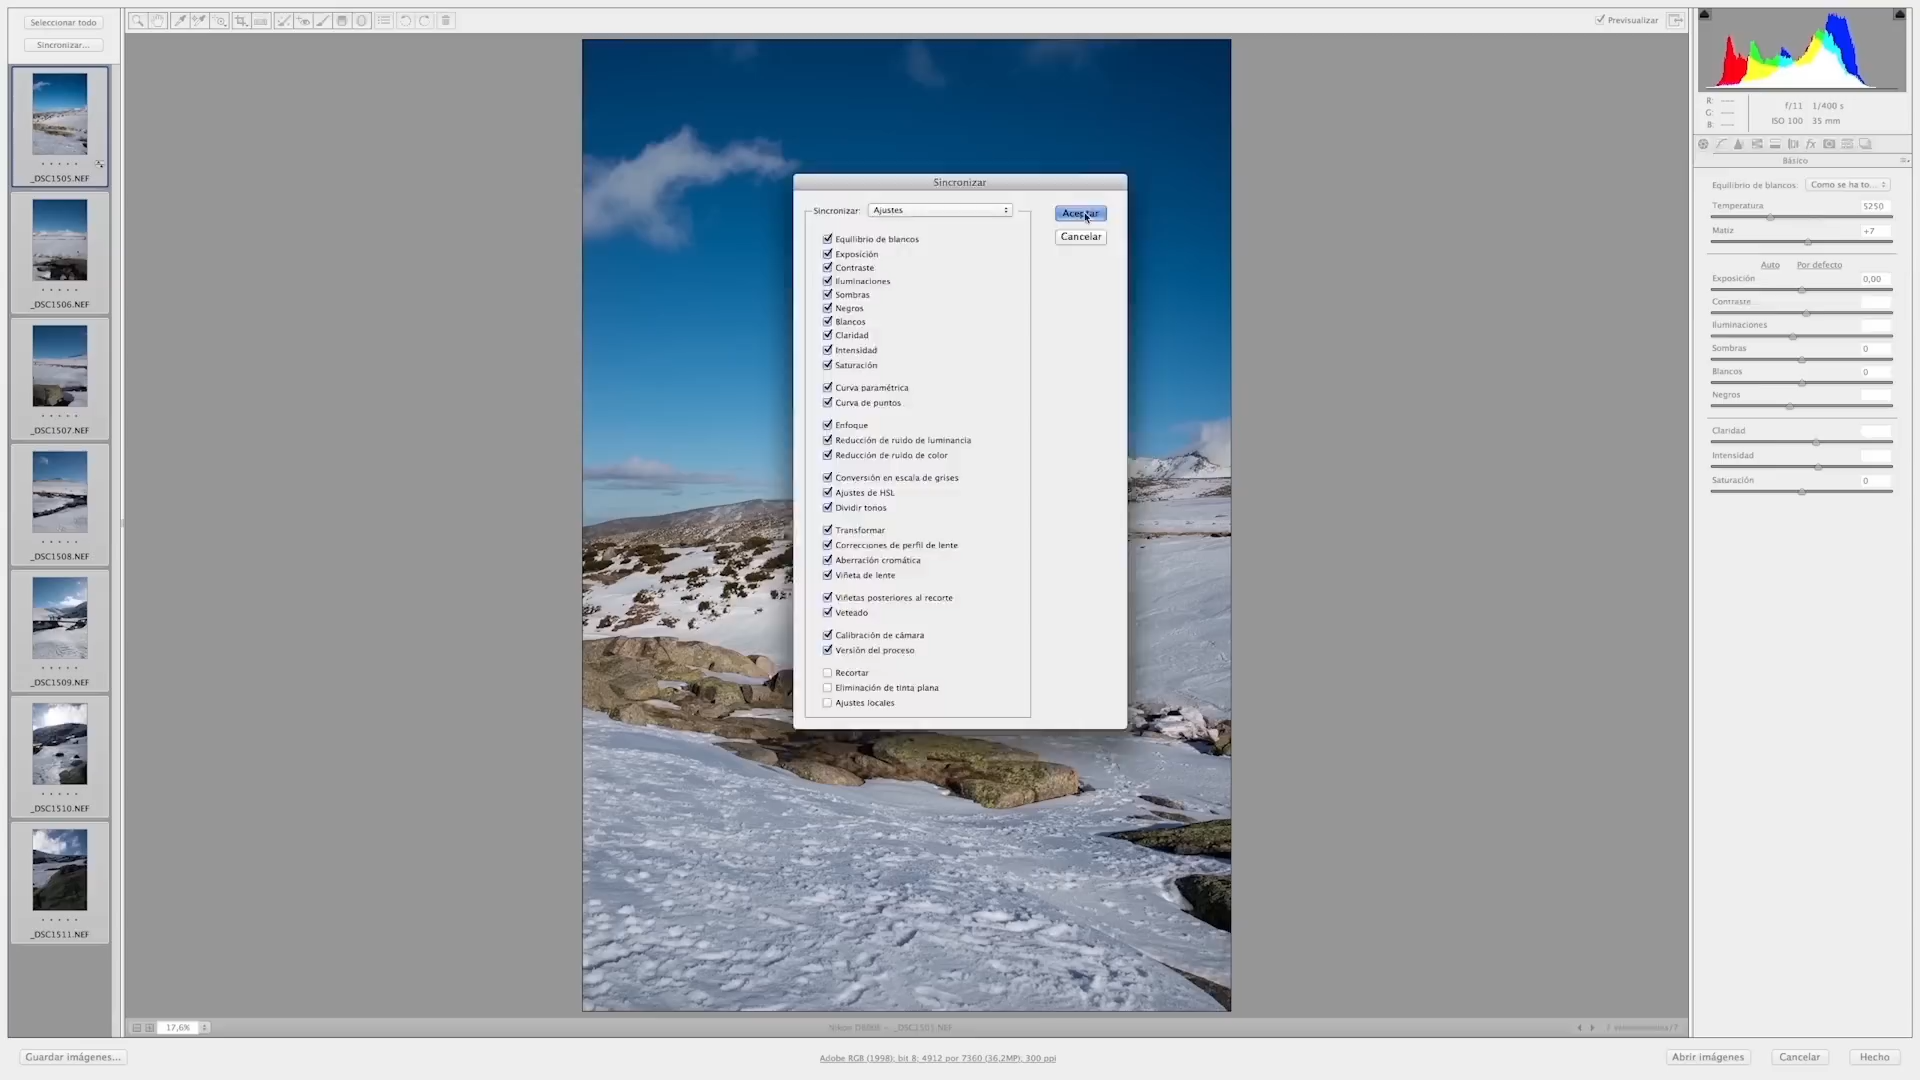 Seleccionar todo
Sincronizar...
_DSC1505.NEF
_DSC1506.NEF
_DSC1507.NEF
_DSC1508.NEF
_DSC1509.NEF
_DSC1510.NEF
_DSC1511.NEF
Previsualizar
Sincronizar
Sincronizar: Ajustes
Aceptar
Cancelar
Equilibrio de blancos
Exposición
Contraste
Iluminaciones
Sombras
Negros
Blancos
Claridad
Intensidad
Saturación
Curva paramétrica
Curva de puntos
Enfoque
Reducción de ruido de luminancia
Reducción de ruido de color
Conversión en escala de grises
Ajustes de HSL
Dividir tonos
Transformar
Correcciones de perfil de lente
Aberración cromática
Viñeta de lente
Viñetas posteriores al recorte
Veteado
Calibración de cámara
Versión del proceso
Recortar
Eliminación de tinta plana
Ajustes locales
R: ---
G: ---
B: ---
f/11 1/400 s
ISO 100 35 mm
Básico
Equilibrio de blancos: Como se ha to...
Temperatura 5250
Matiz +7
Auto Por defecto
Exposición 0,00
Contraste
Iluminaciones
Sombras 0
Blancos 0
Negros
Claridad
Intensidad
Saturación 0
17,6%
Guardar imágenes...
Adobe RGB (1998); bit 8; 4912 por 7360 (36,2MP); 300 ppi
Abrir imágenes
Cancelar
Hecho